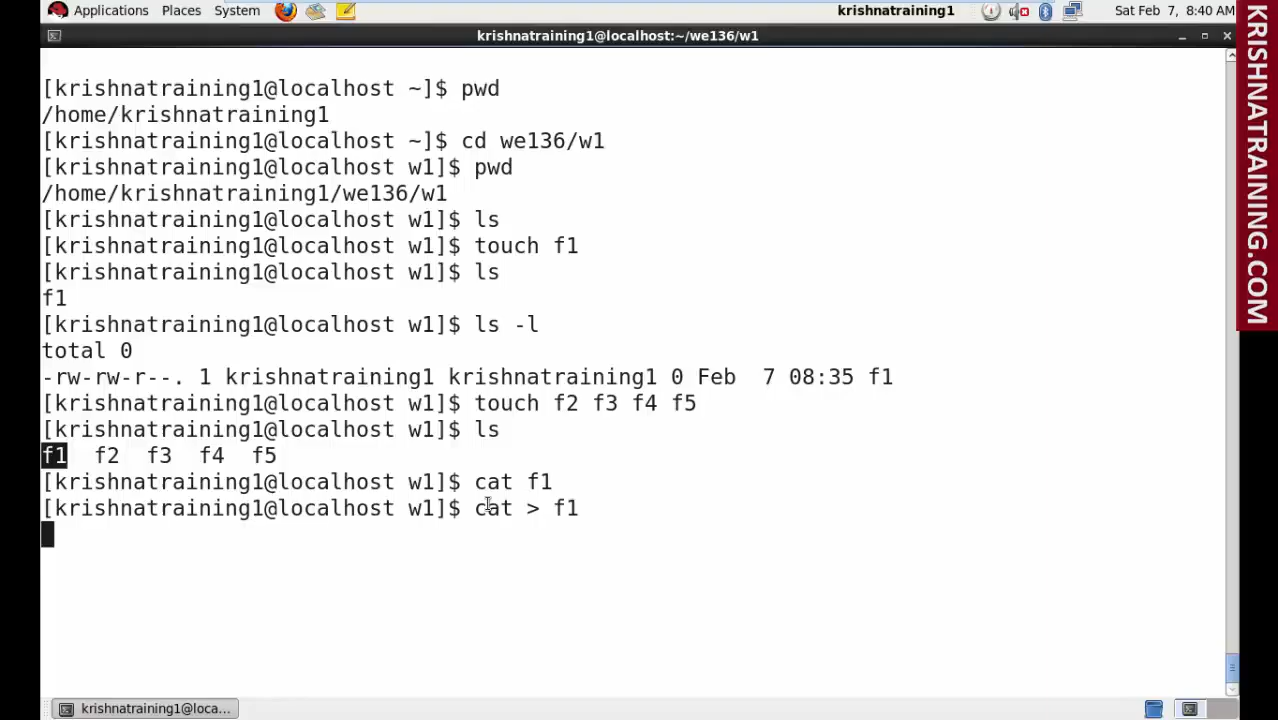 Applications Places System krishnatraining1 Sat Feb 7, 8:40 AM
krishnatraining1@localhost:~/we136/w1
[krishnatraining1@localhost ~]$ pwd
/home/krishnatraining1
[krishnatraining1@localhost ~]$ cd we136/w1
[krishnatraining1@localhost w1]$ pwd
/home/krishnatraining1/we136/w1
[krishnatraining1@localhost w1]$ ls
[krishnatraining1@localhost w1]$ touch f1
[krishnatraining1@localhost w1]$ ls
f1
[krishnatraining1@localhost w1]$ ls -l
total 0
-rw-rw-r--. 1 krishnatraining1 krishnatraining1 0 Feb  7 08:35 f1
[krishnatraining1@localhost w1]$ touch f2 f3 f4 f5
[krishnatraining1@localhost w1]$ ls
f1  f2  f3  f4  f5
[krishnatraining1@localhost w1]$ cat f1
[krishnatraining1@localhost w1]$ cat > f1
krishnatraining1@loca...
KRISHNATRAINING.COM